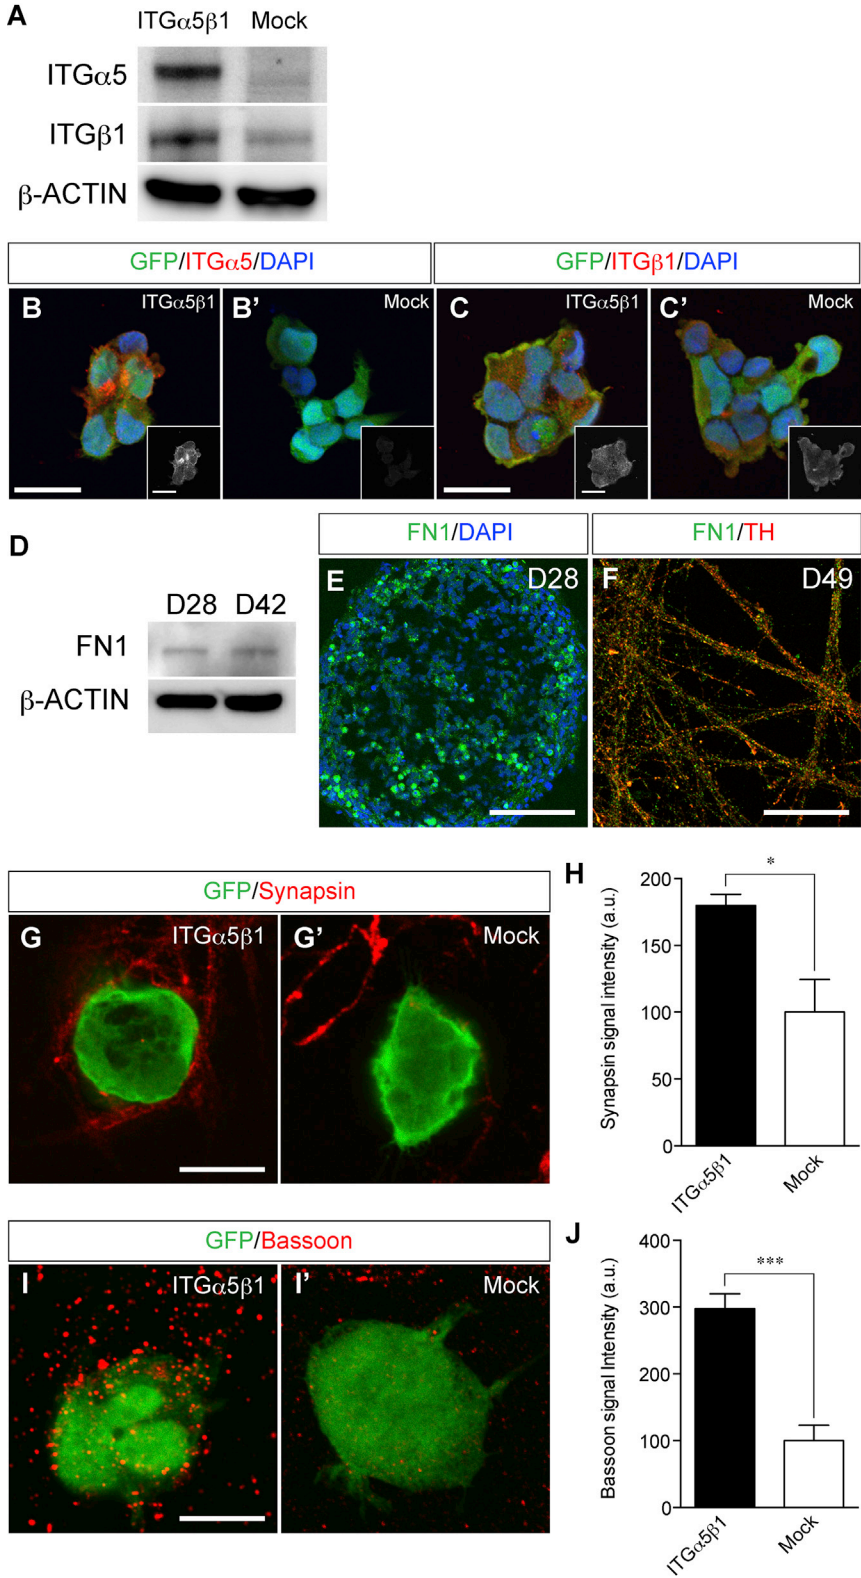 A
ITGα5β1 Mock
ITGα5
ITGβ1
β-ACTIN
GFP/ITGα5/DAPI
GFP/ITGβ1/DAPI
B ITGα5β1
B’ Mock
C ITGα5β1
C’ Mock
D
D28 D42
FN1
β-ACTIN
FN1/DAPI
FN1/TH
E D28
F D49
GFP/Synapsin
G ITGα5β1
G’ Mock
H
Synapsin signal intensity (a.u.)
200
150
100
50
0
*
ITGα5β1
Mock
GFP/Bassoon
I ITGα5β1
I’ Mock
J
Bassoon signal Intensity (a.u.)
400
300
200
100
0
***
ITGα5β1
Mock